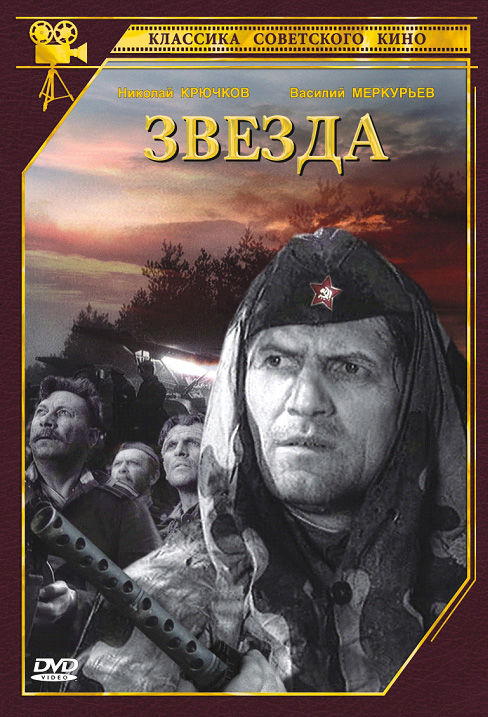 КЛАССИКА СОВЕТСКОГО КИНО
Николай КРЮЧКОВ Василий МЕРКУРЬЕВ
ЗВЕЗДА
DVD
VIDEO